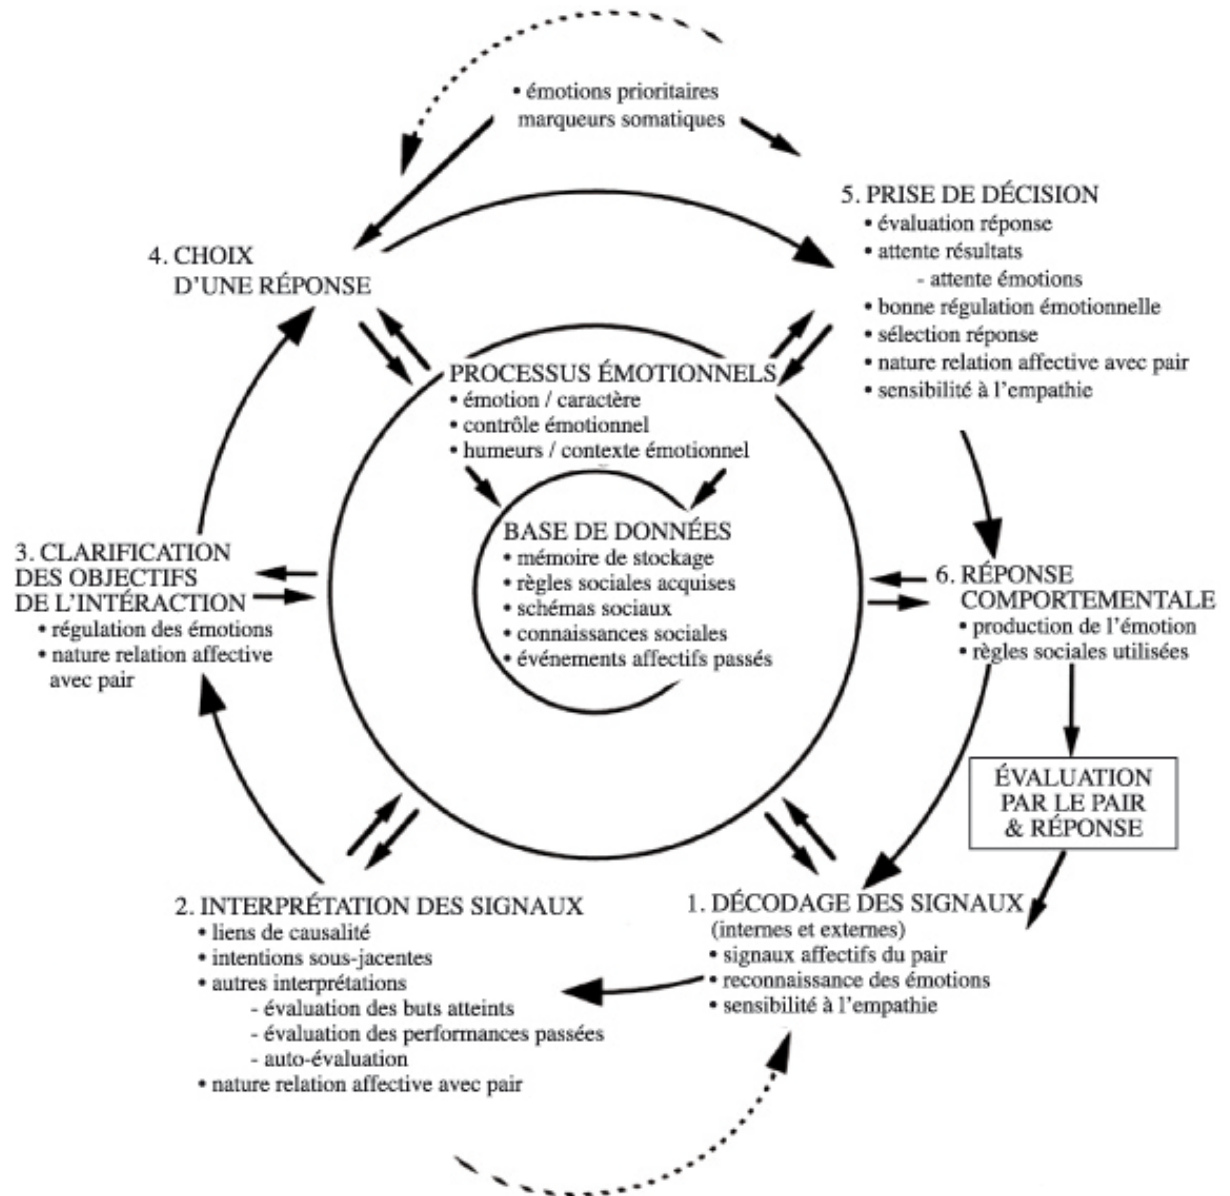 • émotions prioritaires
marqueurs somatiques
5. PRISE DE DÉCISION
• évaluation réponse
• attente résultats
- attente émotions
• bonne régulation émotionnelle
• sélection réponse
• nature relation affective avec pair
• sensibilité à l'empathie
4. CHOIX
D'UNE RÉPONSE
PROCESSUS ÉMOTIONNELS
• émotion / caractère
• contrôle émotionnel
• humeurs / contexte émotionnel
BASE DE DONNÉES
• mémoire de stockage
• règles sociales acquises
• schémas sociaux
• connaissances sociales
• événements affectifs passés
3. CLARIFICATION
DES OBJECTIFS
DE L'INTÉRACTION
• régulation des émotions
• nature relation affective
avec pair
6. RÉPONSE
COMPORTEMENTALE
• production de l'émotion
• règles sociales utilisées
ÉVALUATION
PAR LE PAIR
& RÉPONSE
2. INTERPRÉTATION DES SIGNAUX
• liens de causalité
• intentions sous-jacentes
• autres interprétations
- évaluation des buts atteints
- évaluation des performances passées
- auto-évaluation
• nature relation affective avec pair
1. DÉCODAGE DES SIGNAUX
(internes et externes)
• signaux affectifs du pair
• reconnaissance des émotions
• sensibilité à l'empathie